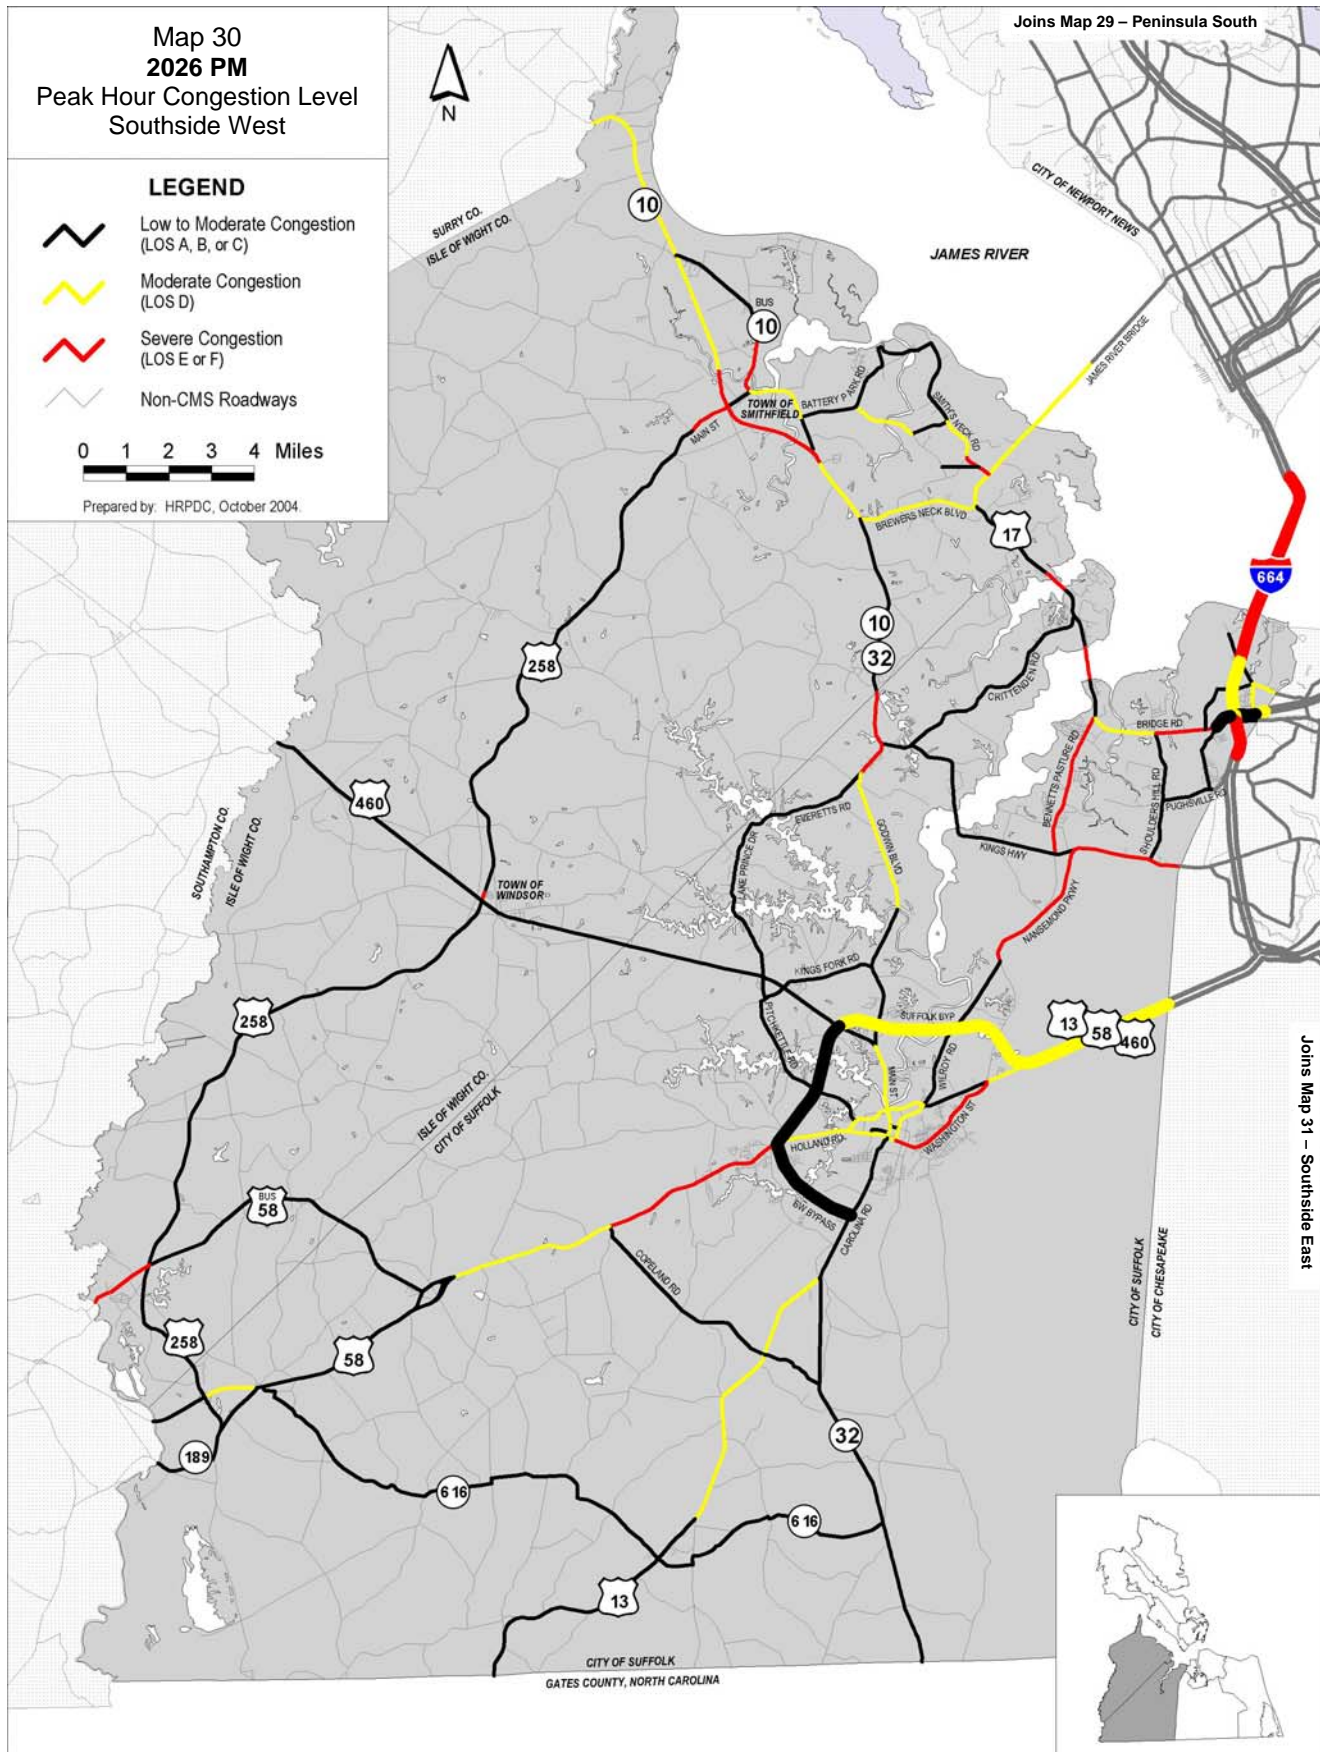 Map 30
2026 PM
Peak Hour Congestion Level
Southside West
LEGEND
Low to Moderate Congestion
(LOS A, B, or C)
Moderate Congestion
(LOS D)
Severe Congestion
(LOS E or F)
Non-CMS Roadways
0 1 2 3 4 Miles
Prepared by: HRPDC, October 2004.
N
Joins Map 29 – Peninsula South
CITY OF NEWPORT NEWS
SURRY CO.
ISLE OF WIGHT CO.
10
JAMES RIVER
BUS
10
JAMES RIVER BRIDGE
BATTERY PARK RD
TOWN OF
SMITHFIELD
SMITH'S NECK RD
MAIN ST
BREWERS NECK BLVD
17
664
10
32
258
CRITTENDEN RD
BRIDGE RD
BENNETTS PASTURE RD
SHOULDERS HILL RD
PUGHSVILLE RD
460
EVERETTS RD
GODWIN BLVD
LAKE PRINCE DR
KINGS HWY
SOUTHAMPTON CO.
ISLE OF WIGHT CO.
TOWN OF
WINDSOR
NANSEMOND PKWY
KINGS FORK RD
258
PITCHKETTLE RD
SUFFOLK BYP
13
58
460
WILROY RD
MAIN ST
ISLE OF WIGHT CO.
CITY OF SUFFOLK
HOLLAND RD
WASHINGTON ST
Joins Map 31 – Southside East
BUS
58
SW BYPASS
CAROLINA RD
COPELAND RD
CITY OF SUFFOLK
CITY OF CHESAPEAKE
258
58
32
189
616
616
13
CITY OF SUFFOLK
GATES COUNTY, NORTH CAROLINA